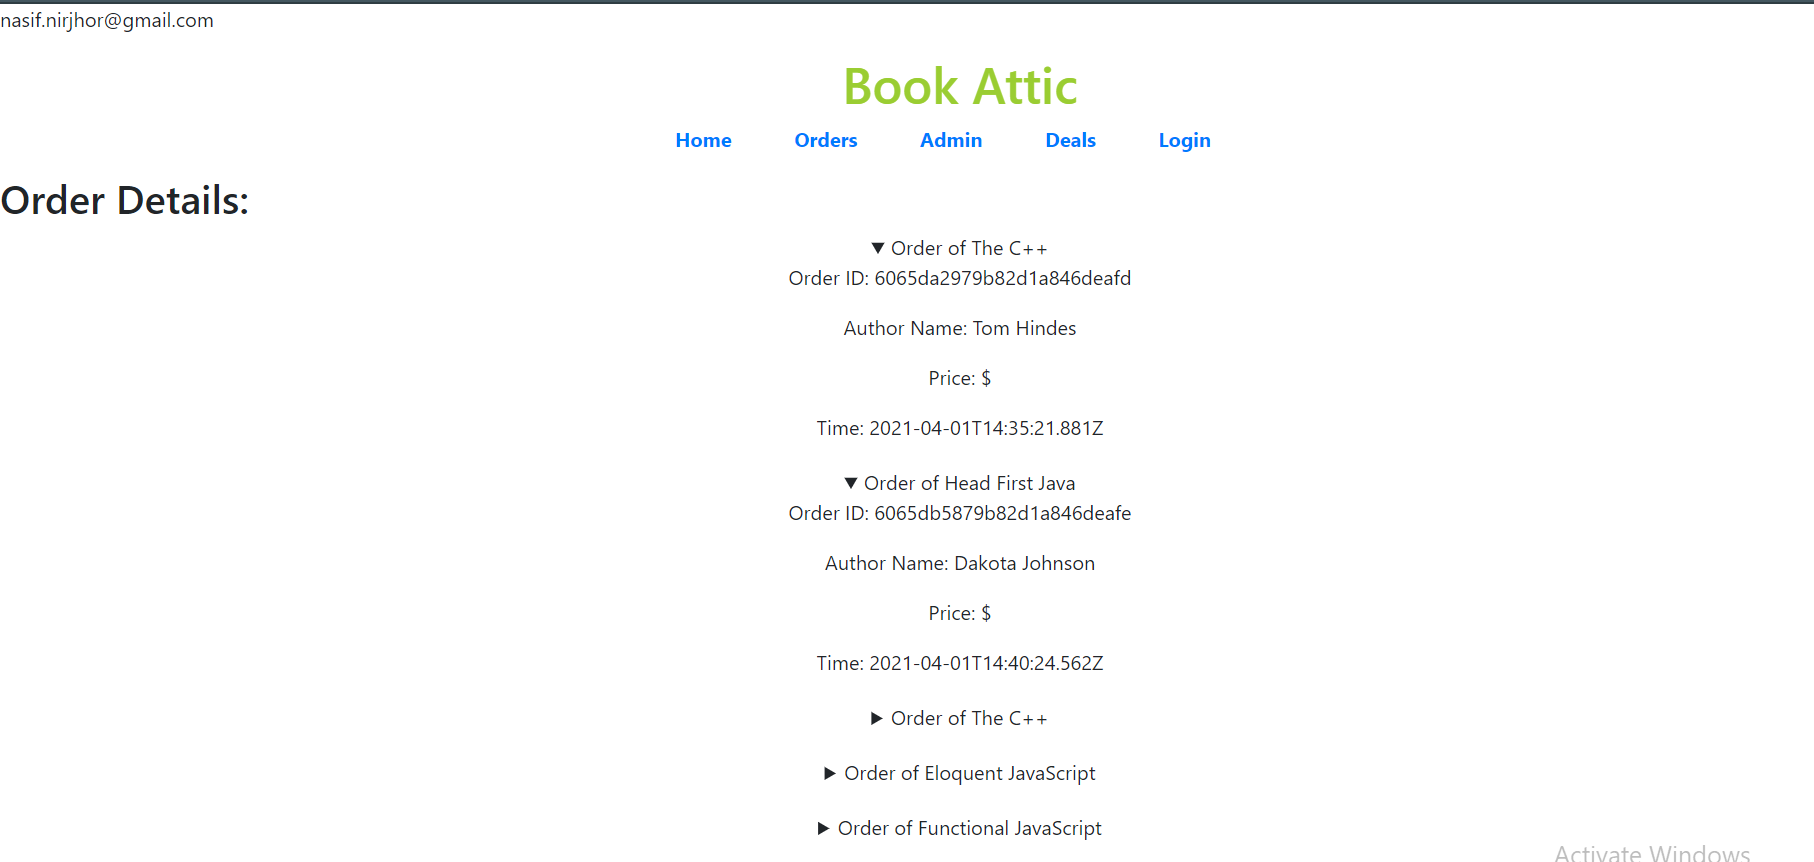 nasif.nirjhor@gmail.com
Book Attic
Home Orders Admin Deals Login
Order Details:
▼ Order of The C++
Order ID: 6065da2979b82d1a846deafd
Author Name: Tom Hindes
Price: $
Time: 2021-04-01T14:35:21.881Z
▼ Order of Head First Java
Order ID: 6065db5879b82d1a846deafe
Author Name: Dakota Johnson
Price: $
Time: 2021-04-01T14:40:24.562Z
▶ Order of The C++
▶ Order of Eloquent JavaScript
▶ Order of Functional JavaScript
Activate Windows